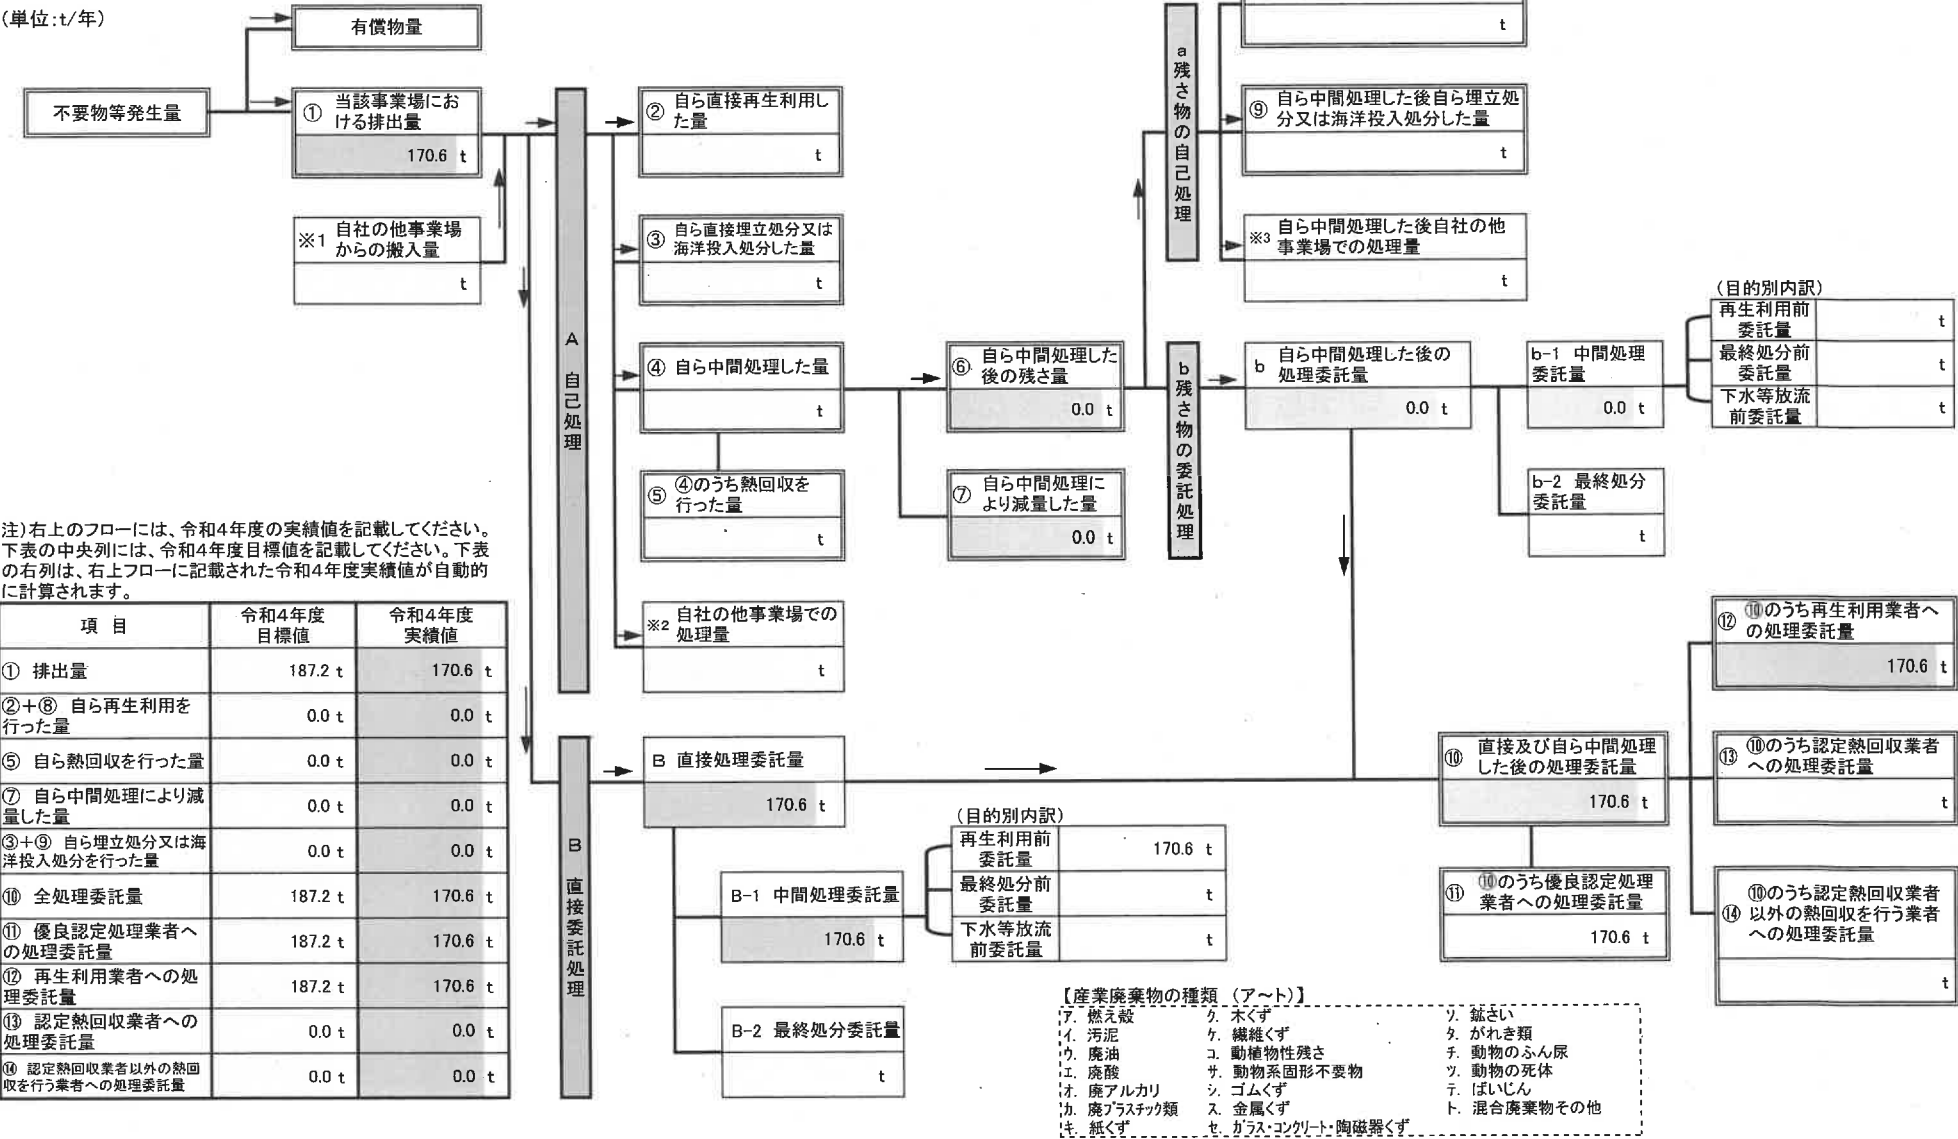 (単位:t/年)
有償物量
不要物等発生量
① 当該事業場にお
ける排出量
170.6 t
※1 自社の他事業場
からの搬入量
t
A 自己処理
② 自ら直接再生利用し
た量
t
③ 自ら直接埋立処分又は
海洋投入処分した量
t
④ 自ら中間処理した量
t
⑤ ④のうち熱回収を
行った量
t
※2 自社の他事業場での
処理量
t
⑥ 自ら中間処理した
後の残さ量
0.0 t
⑦ 自ら中間処理に
より減量した量
0.0 t
a 残さ物の自己処理
t
⑨ 自ら中間処理した後自ら埋立処
分又は海洋投入処分した量
t
※3 自ら中間処理した後自社の他
事業場での処理量
t
b 残さ物の委託処理
b 自ら中間処理した後の
処理委託量
0.0 t
b-1 中間処理
委託量
0.0 t
(目的別内訳)
再生利用前
委託量
t
最終処分前
委託量
t
下水等放流
前委託量
t
b-2 最終処分
委託量
t
注)右上のフローには、令和4年度の実績値を記載してください。
下表の中央列には、令和4年度目標値を記載してください。下表
の右列は、右上フローに記載された令和4年度実績値が自動的
に計算されます。
項 目 令和4年度目標値 令和4年度実績値
① 排出量 187.2 t 170.6 t
②+⑧ 自ら再生利用を
行った量 0.0 t 0.0 t
⑤ 自ら熱回収を行った量 0.0 t 0.0 t
⑦ 自ら中間処理により減
量した量 0.0 t 0.0 t
③+⑨ 自ら埋立処分又は海
洋投入処分を行った量 0.0 t 0.0 t
⑩ 全処理委託量 187.2 t 170.6 t
⑪ 優良認定処理業者へ
の処理委託量 187.2 t 170.6 t
⑫ 再生利用業者への処
理委託量 187.2 t 170.6 t
⑬ 認定熱回収業者への
処理委託量 0.0 t 0.0 t
⑭ 認定熱回収業者以外の熱回
収を行う業者への処理委託量 0.0 t 0.0 t
B 直接委託処理
B 直接処理委託量
170.6 t
B-1 中間処理委託量
170.6 t
(目的別内訳)
再生利用前
委託量
170.6 t
最終処分前
委託量
t
下水等放流
前委託量
t
B-2 最終処分委託量
t
⑩ 直接及び自ら中間処理
した後の処理委託量
170.6 t
⑪ ⑩のうち優良認定処理
業者への処理委託量
170.6 t
⑫ ⑩のうち再生利用業者へ
の処理委託量
170.6 t
⑬ ⑩のうち認定熱回収業者
への処理委託量
t
⑭ ⑩のうち認定熱回収業者
以外の熱回収を行う業者
への処理委託量
t
【産業廃棄物の種類 (ア~ト)】
ア. 燃え殻
イ. 汚泥
ウ. 廃油
エ. 廃酸
オ. 廃アルカリ
カ. 廃プラスチック類
キ. 紙くず
ク. 木くず
ケ. 繊維くず
コ. 動植物性残さ
サ. 動物系固形不要物
シ. ゴムくず
ス. 金属くず
セ. ガラス・コンクリート・陶磁器くず
ソ. 鉱さい
タ. がれき類
チ. 動物のふん尿
ツ. 動物の死体
テ. ばいじん
ト. 混合廃棄物その他